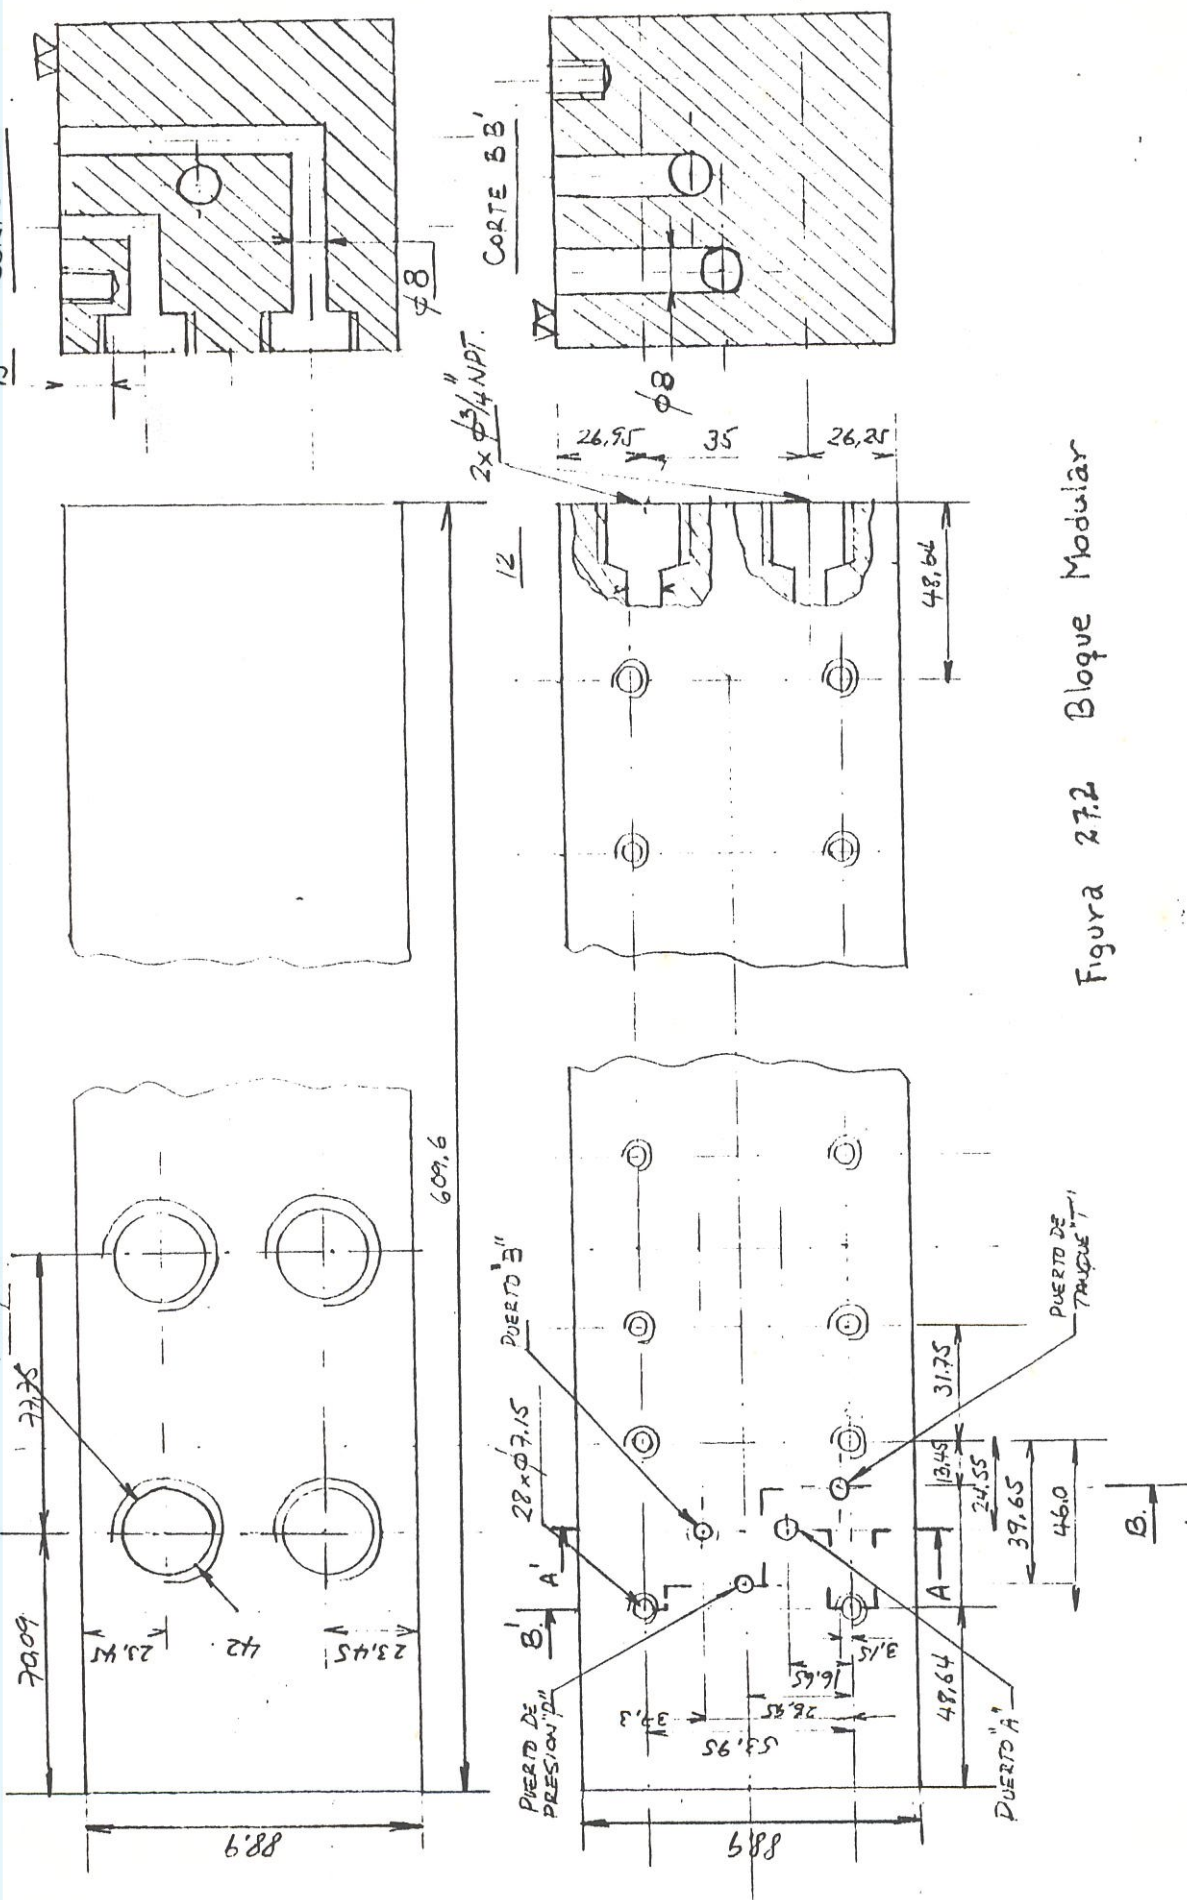 CORTE BB'
ϕ8
ϕ8
2x ϕ3/4" NPT.
26,95
35
26,25
12
48,64
609,6
77,75
70,09
23,45
42
23,45
88.9
PUERTO "B"
28 x ϕ7.15
A'
B'
PUERTO DE
PRESION "P"
PUERTO DE
TANQUE "T"
PUERTO "A"
31.75
13,45
24.55
39,65
46.0
48,64
A
B.
3,15
16,65
26,95
37,3
53,95
88,9
Figura 27.2 Bloque Modular